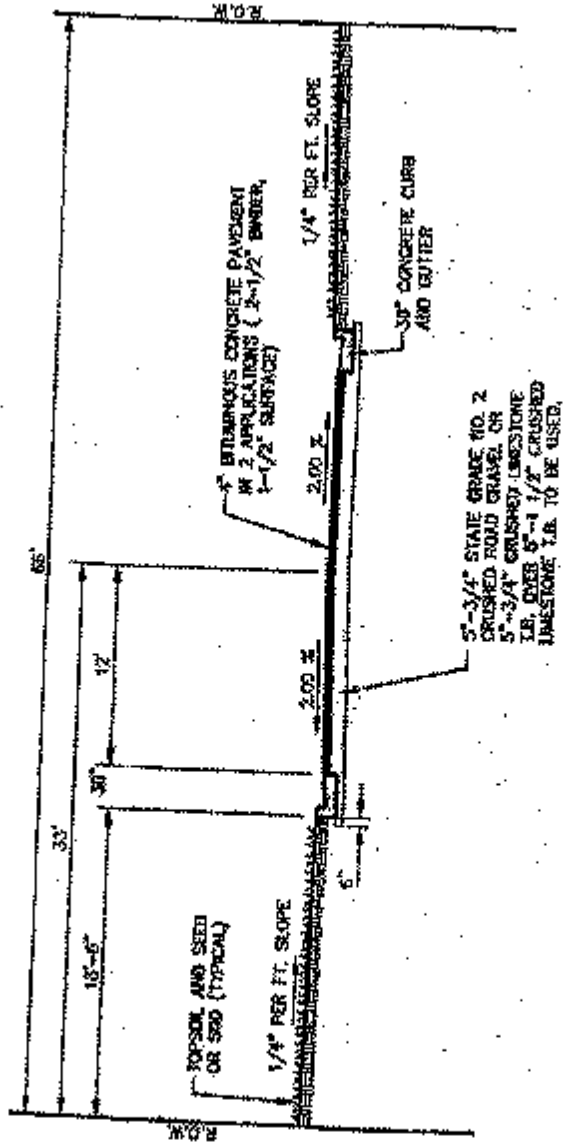 66'
33'
18'-6"
30"
12'
R.O.W.
R.O.W.
TOPSOIL AND SEED
OR SOD (TYPICAL)
1/4" PER FT. SLOPE
2.00 %
2.00 %
4" BITUMINOUS CONCRETE PAVEMENT
IN 2 APPLICATIONS ( 2-1/2" BINDER,
1-1/2" SURFACE)
1/4" PER FT. SLOPE
6"
30" CONCRETE CURB
AND GUTTER
5"-3/4" STATE GRADE NO. 2
CRUSHED ROAD GRAVEL OR
5"-3/4" CRUSHED LIMESTONE
T.B. OVER 1 1/2" CRUSHED
LIMESTONE T.B. TO BE USED.